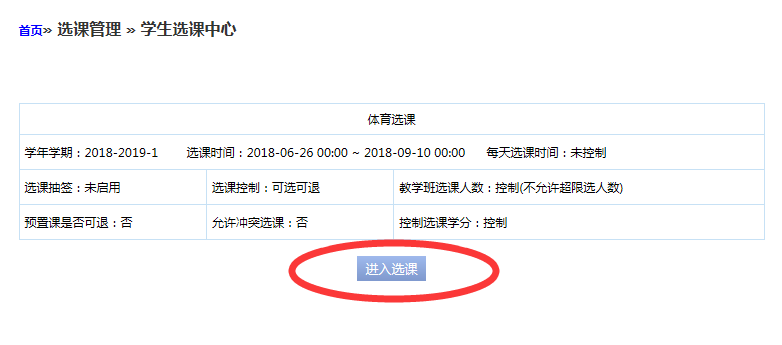 首页» 选课管理 » 学生选课中心
体育选课
学年学期：2018-2019-1 选课时间：2018-06-26 00:00 ~ 2018-09-10 00:00 每天选课时间：未控制
选课抽签：未启用 选课控制：可选可退 教学班选课人数：控制(不允许超限选人数)
预置课是否可退：否 允许冲突选课：否 控制选课学分：控制
进入选课